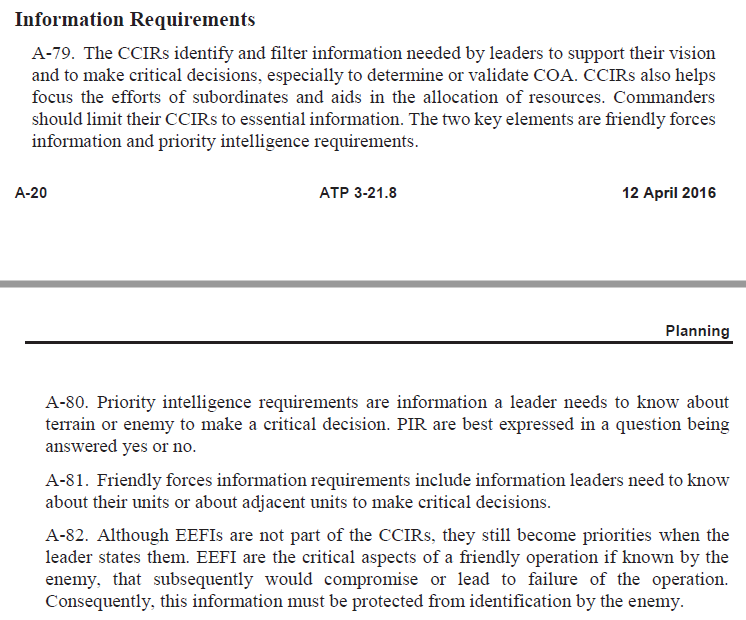 Information Requirements
A-79. The CCIRs identify and filter information needed by leaders to support their vision
and to make critical decisions, especially to determine or validate COA. CCIRs also helps
focus the efforts of subordinates and aids in the allocation of resources. Commanders
should limit their CCIRs to essential information. The two key elements are friendly forces
information and priority intelligence requirements.
A-20 ATP 3-21.8 12 April 2016
Planning
A-80. Priority intelligence requirements are information a leader needs to know about
terrain or enemy to make a critical decision. PIR are best expressed in a question being
answered yes or no.
A-81. Friendly forces information requirements include information leaders need to know
about their units or about adjacent units to make critical decisions.
A-82. Although EEFIs are not part of the CCIRs, they still become priorities when the
leader states them. EEFI are the critical aspects of a friendly operation if known by the
enemy, that subsequently would compromise or lead to failure of the operation.
Consequently, this information must be protected from identification by the enemy.